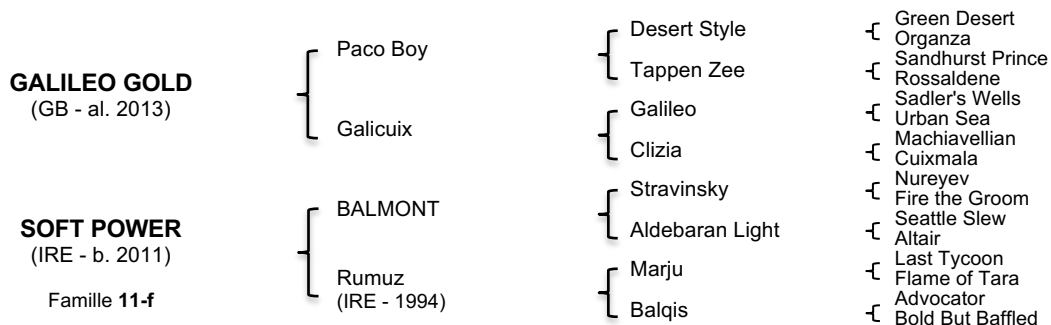 GALILEO GOLD
(GB - al. 2013)
Paco Boy
Galicuix
Desert Style
Tappen Zee
Galileo
Clizia
Green Desert
Organza
Sandhurst Prince
Rossaldene
Sadler's Wells
Urban Sea
Machiavellian
Cuixmala
SOFT POWER
(IRE - b. 2011)
Famille 11-f
BALMONT
Rumuz
(IRE - 1994)
Stravinsky
Aldebaran Light
Marju
Balqis
Nureyev
Fire the Groom
Seattle Slew
Altair
Last Tycoon
Flame of Tara
Advocator
Bold But Baffled